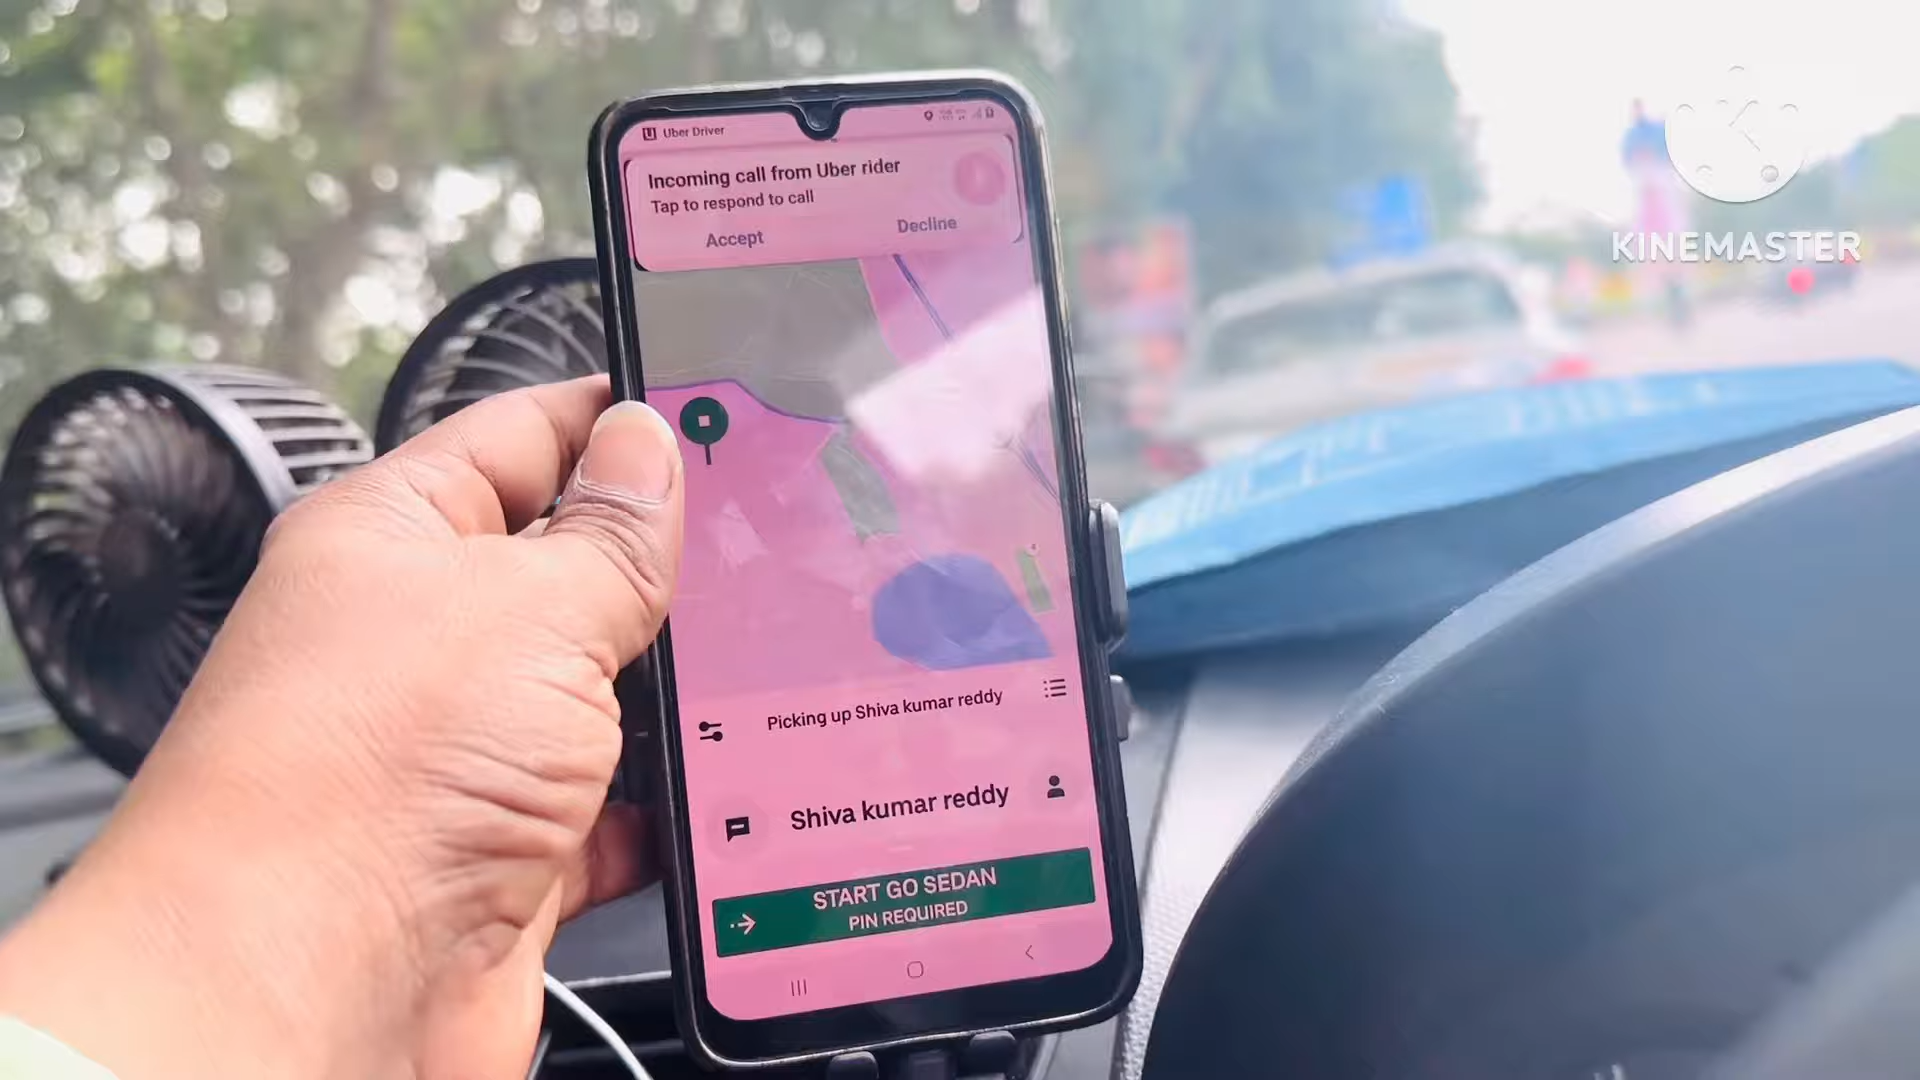 Uber Driver
Incoming call from Uber rider
Tap to respond to call
Accept
Decline
Picking up Shiva kumar reddy
Shiva kumar reddy
START GO SEDAN
PIN REQUIRED
KINEMASTER